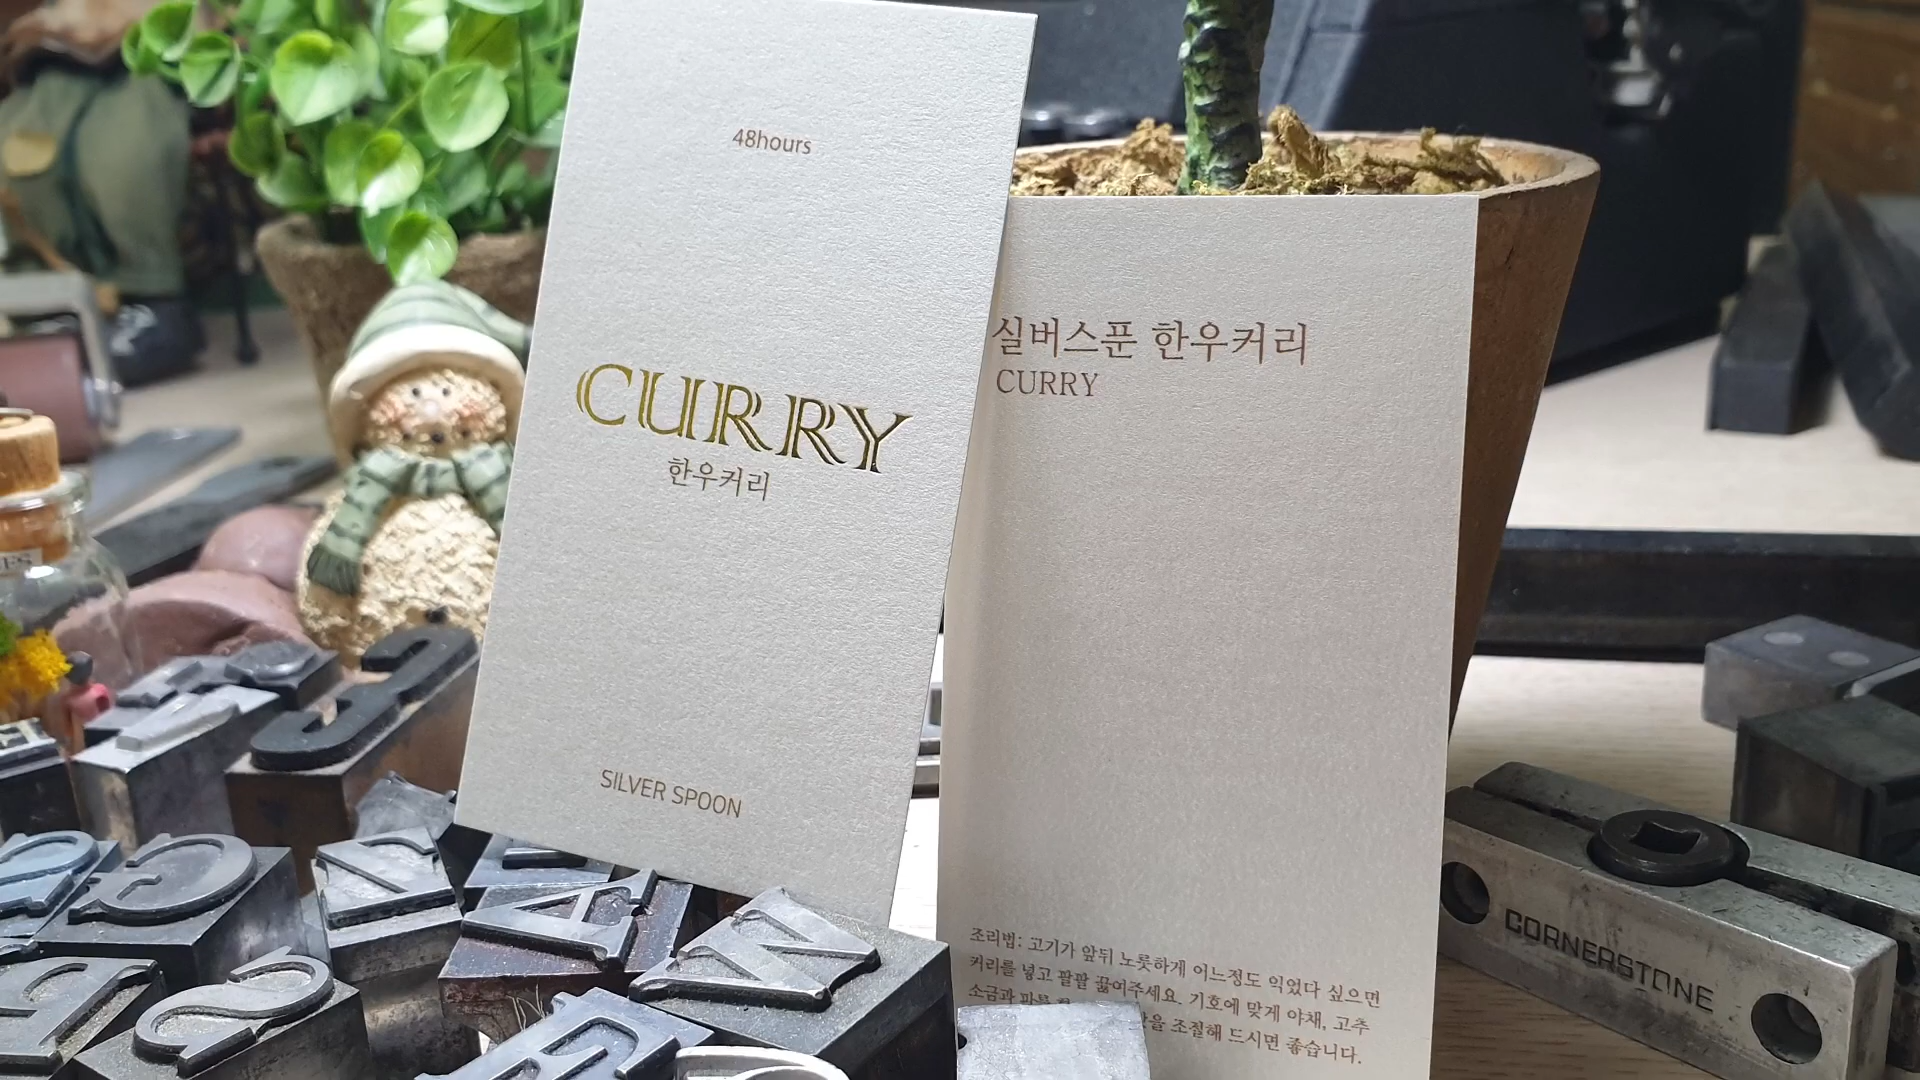 48hours
CURRY
한우커리
SILVER SPOON
실버스푼 한우커리
CURRY
조리법: 고기가 앞뒤 노릇하게 어느정도 익었다 싶으면
커리를 넣고 팔팔 끓여주세요. 기호에 맞게 야채, 고추
소금과 조절해 드시면 좋습니다.
CORNERSTONE